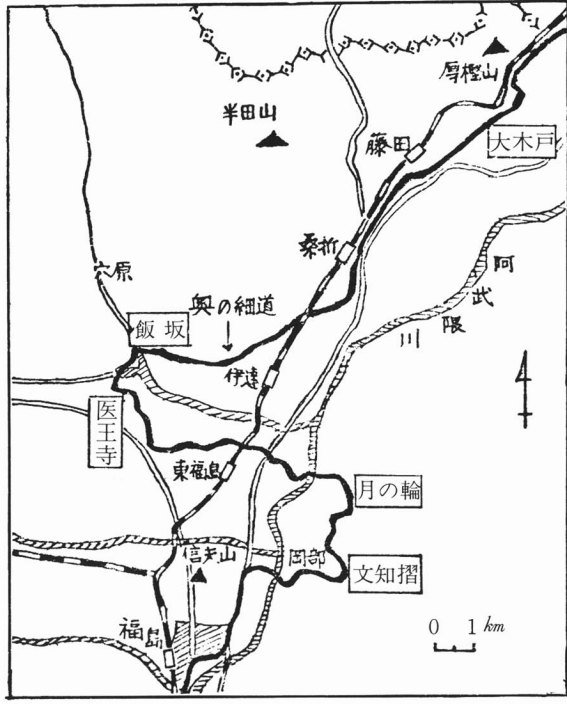 厚樫山
半田山
藤田
大木戸
桑折
穴原
阿武隈川
奥の細道
飯坂
伊達
医王寺
東福島
月の輪
信夫山
岡部
文知摺
福島
0 1 km